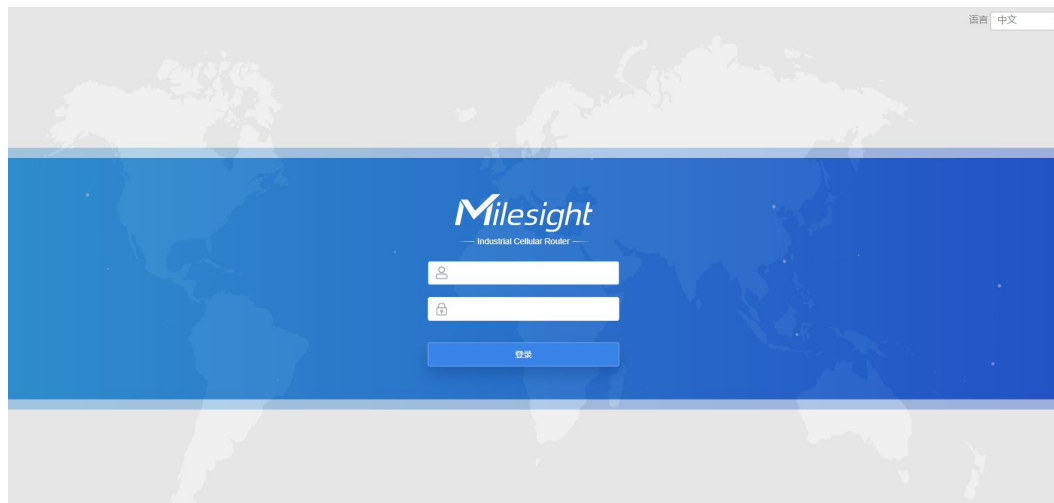 语言 中文
Milesight
Industrial Cellular Router
登录